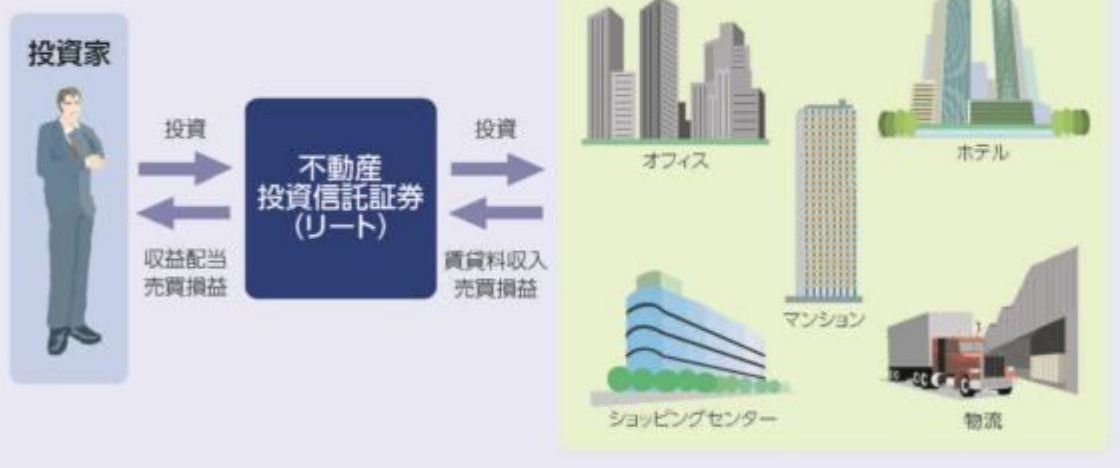 投資家
投資
収益配当
売買損益
不動産
投資信託証券
(リート)
投資
賃貸料収入
売買損益
オフィス
ホテル
マンション
ショッピングセンター
物流